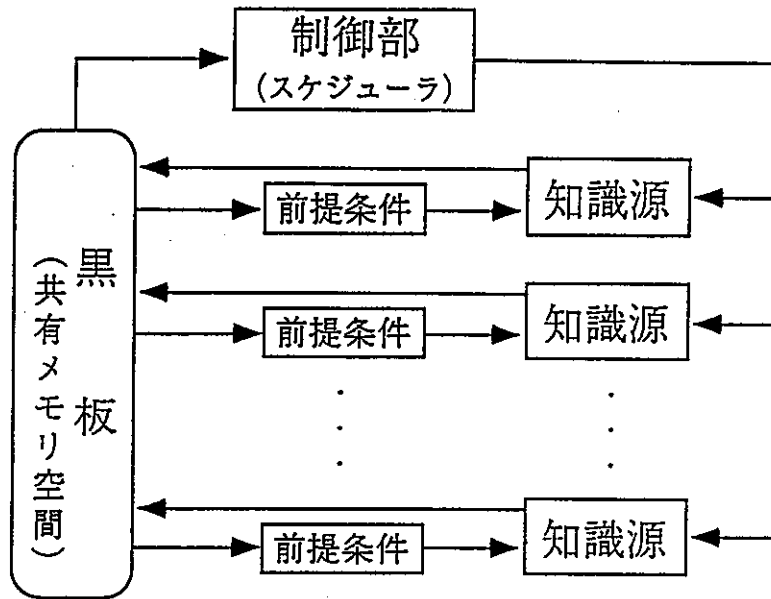 制御部
(スケジューラ)
黒板
(共有メモリ空間)
前提条件
知識源
前提条件
知識源
前提条件
知識源